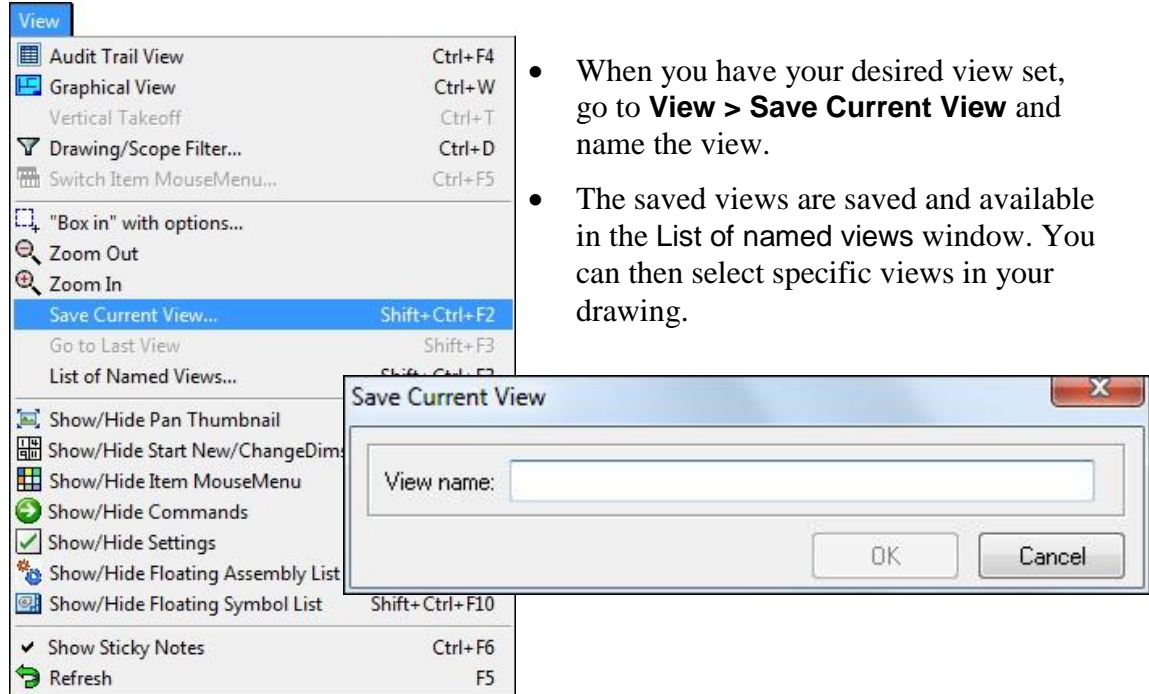 View
Audit Trail View Ctrl+F4
Graphical View Ctrl+W
Vertical Takeoff Ctrl+T
Drawing/Scope Filter... Ctrl+D
Switch Item MouseMenu... Ctrl+F5
"Box in" with options...
Zoom Out
Zoom In
Save Current View... Shift+Ctrl+F2
Go to Last View Shift+F3
List of Named Views...
Show/Hide Pan Thumbnail
Show/Hide Start New/ChangeDims
Show/Hide Item MouseMenu
Show/Hide Commands
Show/Hide Settings
Show/Hide Floating Assembly List
Show/Hide Floating Symbol List Shift+Ctrl+F10
Show Sticky Notes Ctrl+F6
Refresh F5
• When you have your desired view set,
go to View > Save Current View and
name the view.
• The saved views are saved and available
in the List of named views window. You
can then select specific views in your
drawing.
Save Current View
View name:
OK Cancel